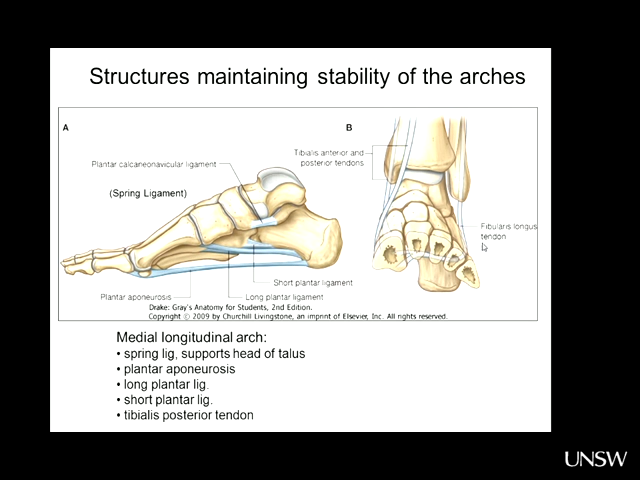 Structures maintaining stability of the arches
A
B
Tibialis anterior and
posterior tendons
Plantar calcaneonavicular ligament
(Spring Ligament)
Fibularis longus
tendon
Short plantar ligament
Plantar aponeurosis
Long plantar ligament
Drake: Gray's Anatomy for Students, 2nd Edition.
Copyright © 2009 by Churchill Livingstone, an imprint of Elsevier, Inc. All rights reserved.
Medial longitudinal arch:
• spring lig, supports head of talus
• plantar aponeurosis
• long plantar lig.
• short plantar lig.
• tibialis posterior tendon
UNSW